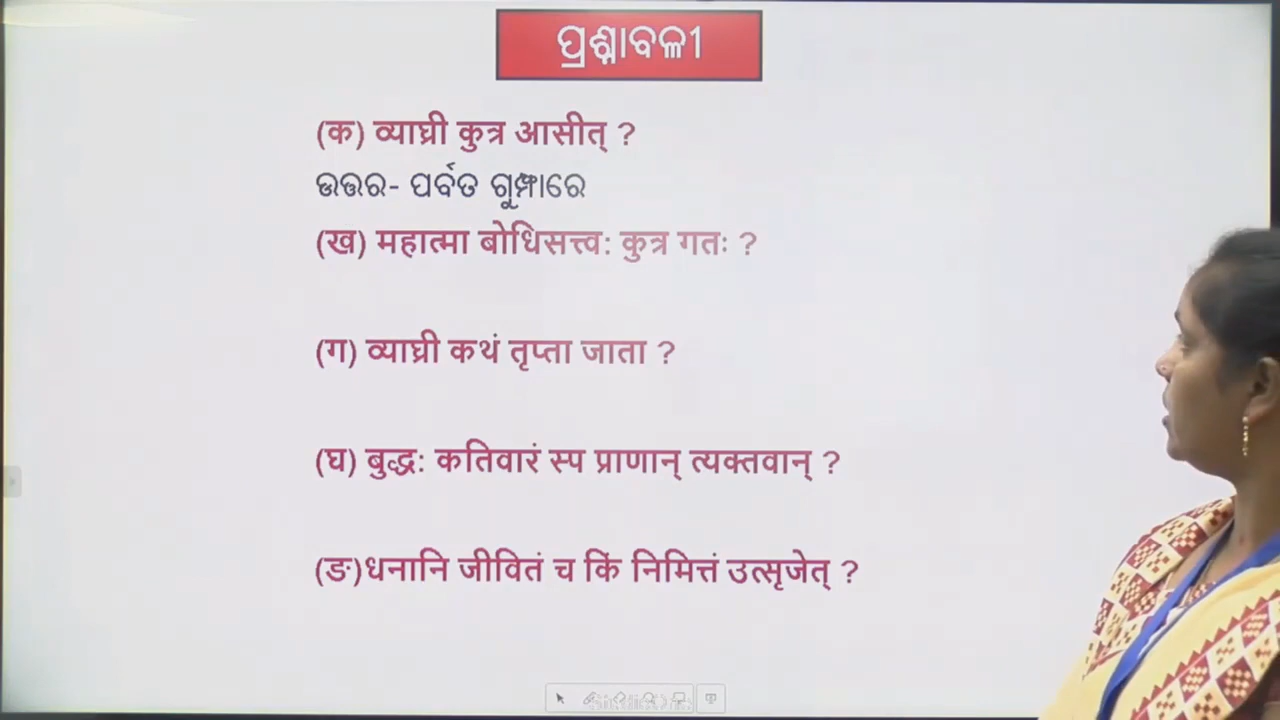 ପ୍ରଶ୍ନାବଳୀ
(क) व्याघ्री कुत्र आसीत् ?
ଉତ୍ତର- ପର୍ବତ ଗୁମ୍ଫାରେ
(ख) महात्मा बोधिसत्त्व: कुत्र गतः ?
(ग) व्याघ्री कथं तृप्ता जाता ?
(घ) बुद्ध: कतिवारं स्प प्राणान् त्यक्तवान् ?
(ङ)धनानि जीवितं च किं निमित्तं उत्सृजेत् ?